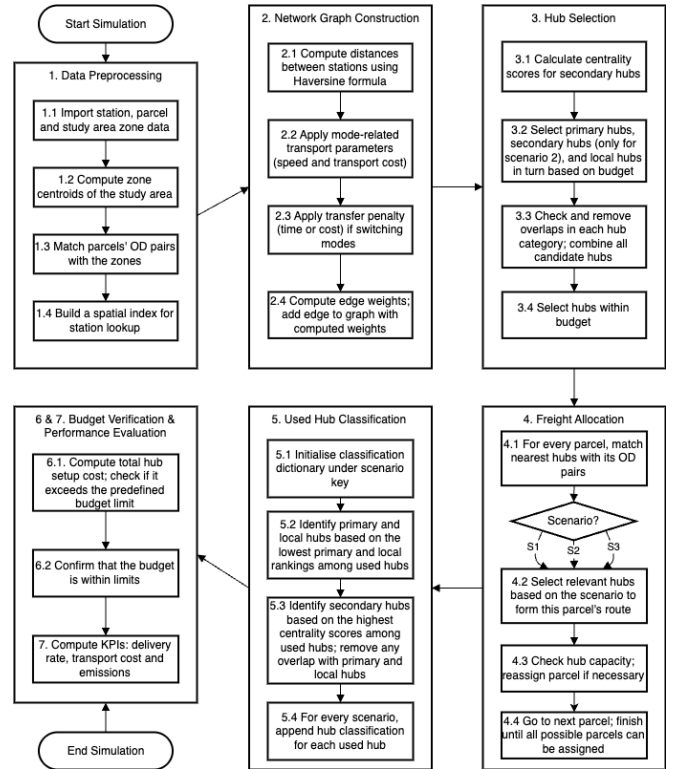 Start Simulation
1. Data Preprocessing
1.1 Import station, parcel
and study area zone data
1.2 Compute zone
centroids of the study area
1.3 Match parcels' OD pairs
with the zones
1.4 Build a spatial index for
station lookup
2. Network Graph Construction
2.1 Compute distances
between stations using
Haversine formula
2.2 Apply mode-related
transport parameters
(speed and transport cost)
2.3 Apply transfer penalty
(time or cost) if switching
modes
2.4 Compute edge weights;
add edge to graph with
computed weights
3. Hub Selection
3.1 Calculate centrality
scores for secondary hubs
3.2 Select primary hubs,
secondary hubs (only for
scenario 2), and local hubs
in turn based on budget
3.3 Check and remove
overlaps in each hub
category; combine all
candidate hubs
3.4 Select hubs within
budget
4. Freight Allocation
4.1 For every parcel, match
nearest hubs with its OD
pairs
Scenario?
S1
S2
S3
4.2 Select relevant hubs
based on the scenario to
form this parcel's route
4.3 Check hub capacity;
reassign parcel if necessary
4.4 Go to next parcel; finish
until all possible parcels can
be assigned
5. Used Hub Classification
5.1 Initialise classification
dictionary under scenario
key
5.2 Identify primary and
local hubs based on the
lowest primary and local
rankings among used hubs
5.3 Identify secondary hubs
based on the highest
centrality scores among
used hubs; remove any
overlap with primary and
local hubs
5.4 For every scenario,
append hub classification
for each used hub
6 & 7. Budget Verification &
Performance Evaluation
6.1. Compute total hub
setup cost; check if it
exceeds the predefined
budget limit
6.2 Confirm that the budget
is within limits
7. Compute KPIs: delivery
rate, transport cost and
emissions
End Simulation